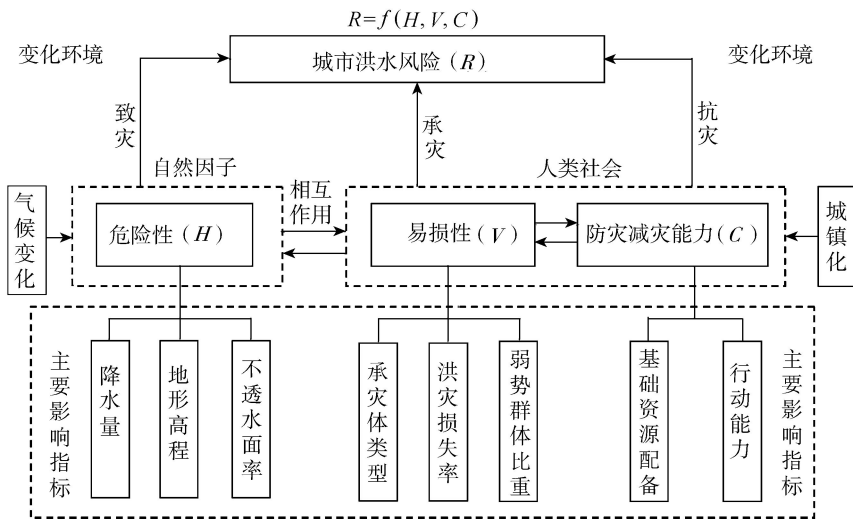 R=f(H,V,C)
变化环境
城市洪水风险(R)
变化环境
致灾
承灾
抗灾
自然因子
人类社会
相互
作用
气候变化
危险性(H)
易损性(V)
防灾减灾能力(C)
城镇化
主要影响指标
降水量
地形高程
不透水面率
承灾体类型
洪灾损失率
弱势群体比重
基础资源配备
行动能力
主要影响指标